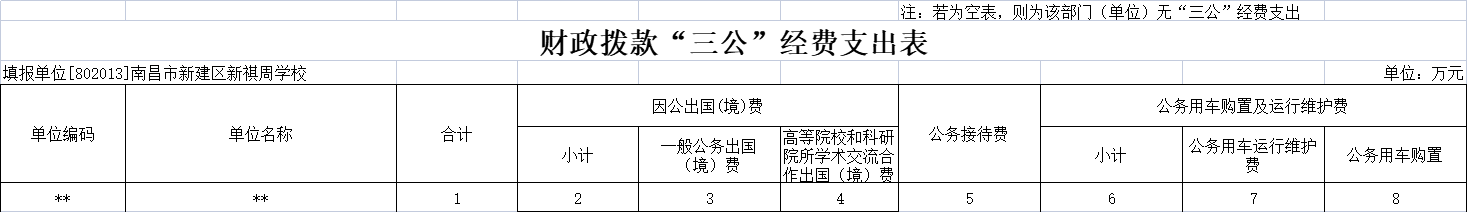 注：若为空表，则为该部门（单位）无“三公”经费支出
财政拨款“三公”经费支出表
填报单位[802013]南昌市新建区新祺周学校 单位：万元
单位编码 单位名称 合计 因公出国(境)费 公务接待费 公务用车购置及运行维护费
小计 一般公务出国（境）费 高等院校和科研院所学术交流合作出国（境）费 小计 公务用车运行维护费 公务用车购置
** ** 1 2 3 4 5 6 7 8